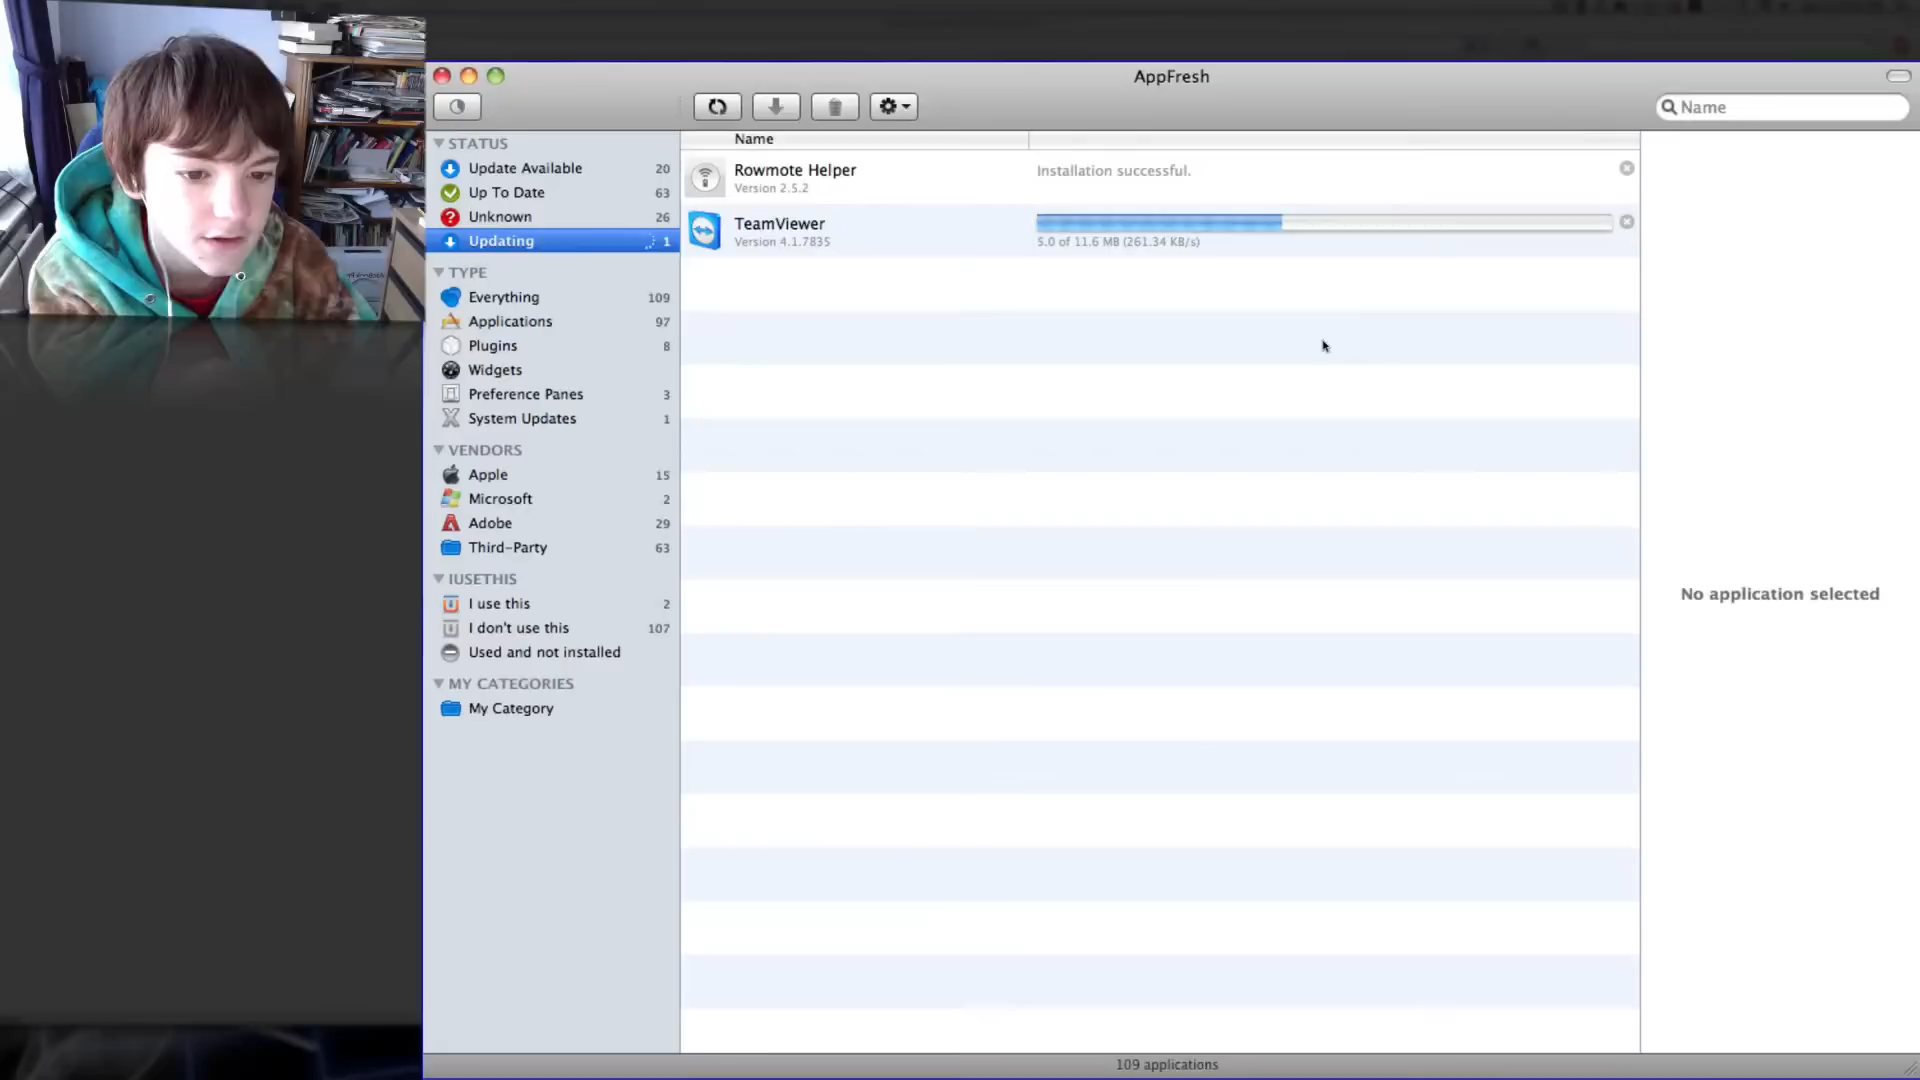 AppFresh
Name
STATUS
Update Available 20
Up To Date 63
Unknown 26
Updating 1
TYPE
Everything 109
Applications 97
Plugins 8
Widgets
Preference Panes 3
System Updates 1
VENDORS
Apple 15
Microsoft 2
Adobe 29
Third-Party 63
IUSETHIS
I use this 2
I don't use this 107
Used and not installed
MY CATEGORIES
My Category
Name
Rowmote Helper
Version 2.5.2
Installation successful.
TeamViewer
Version 4.1.7835
5.0 of 11.6 MB (261.34 KB/s)
No application selected
109 applications